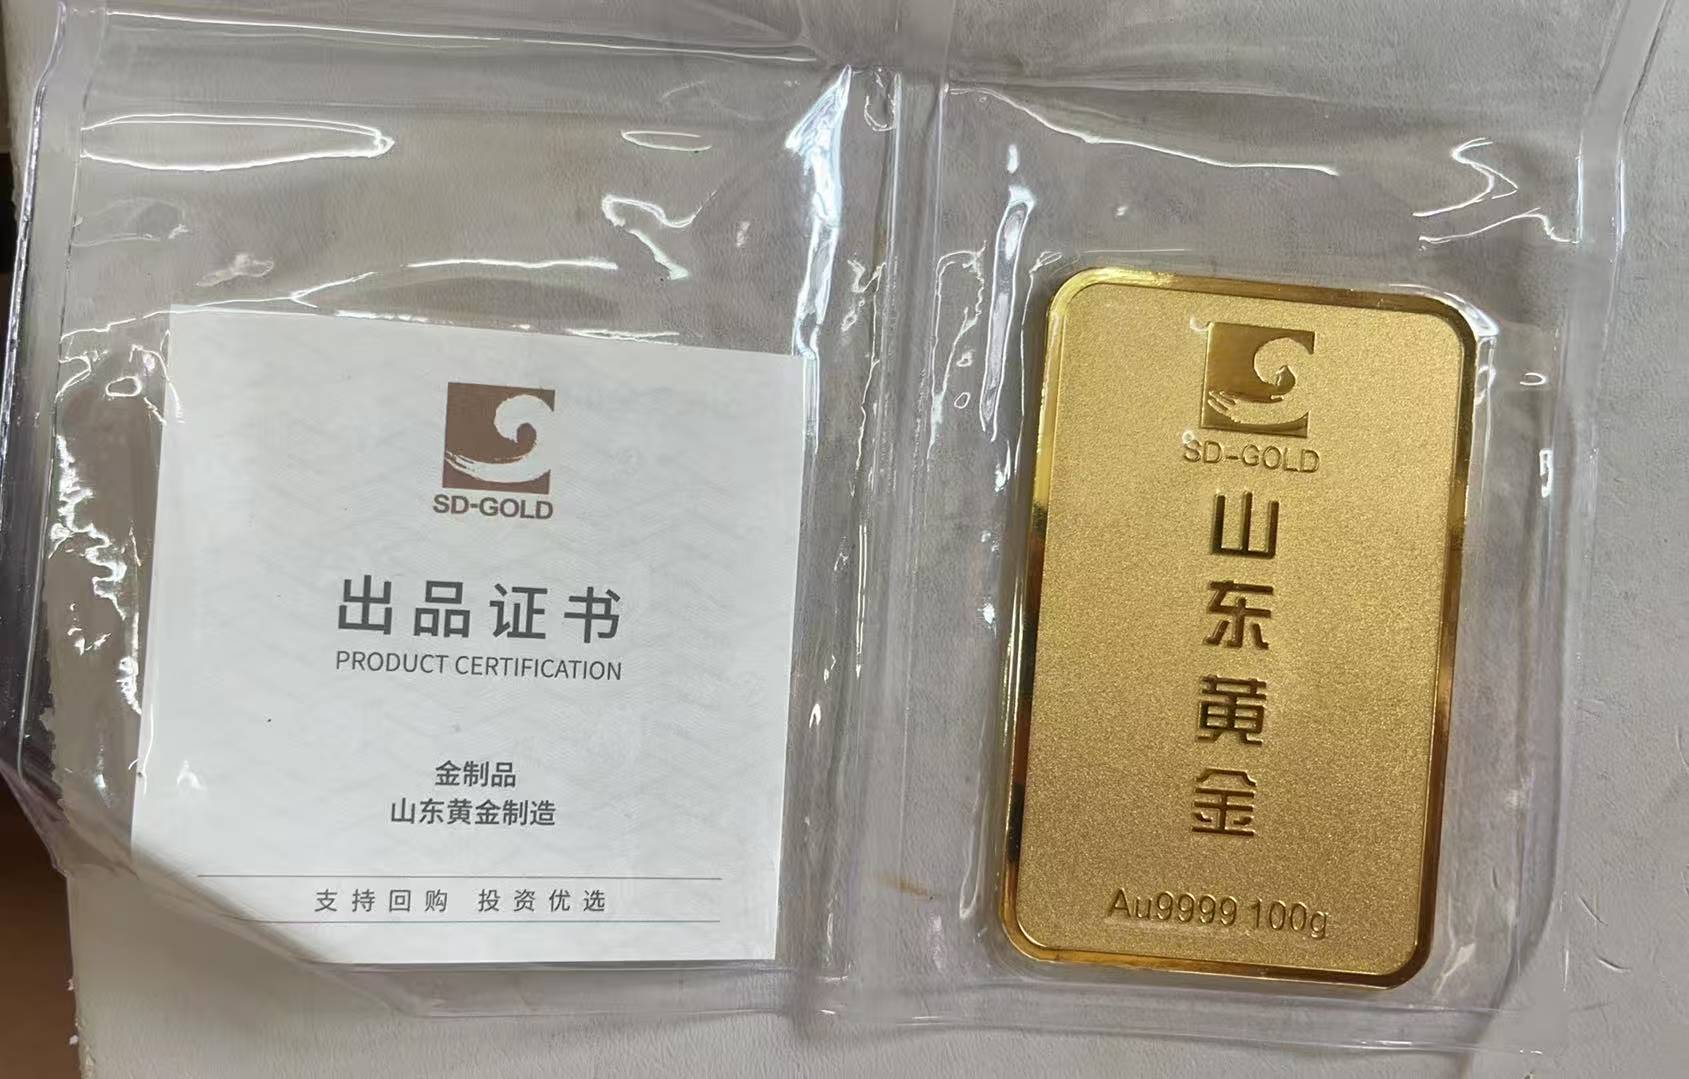 SD-GOLD
出品证书
PRODUCT CERTIFICATION
金制品
山东黄金制造
支持回购 投资优选
SD-GOLD
山
东
黄
金
Au9999 100g